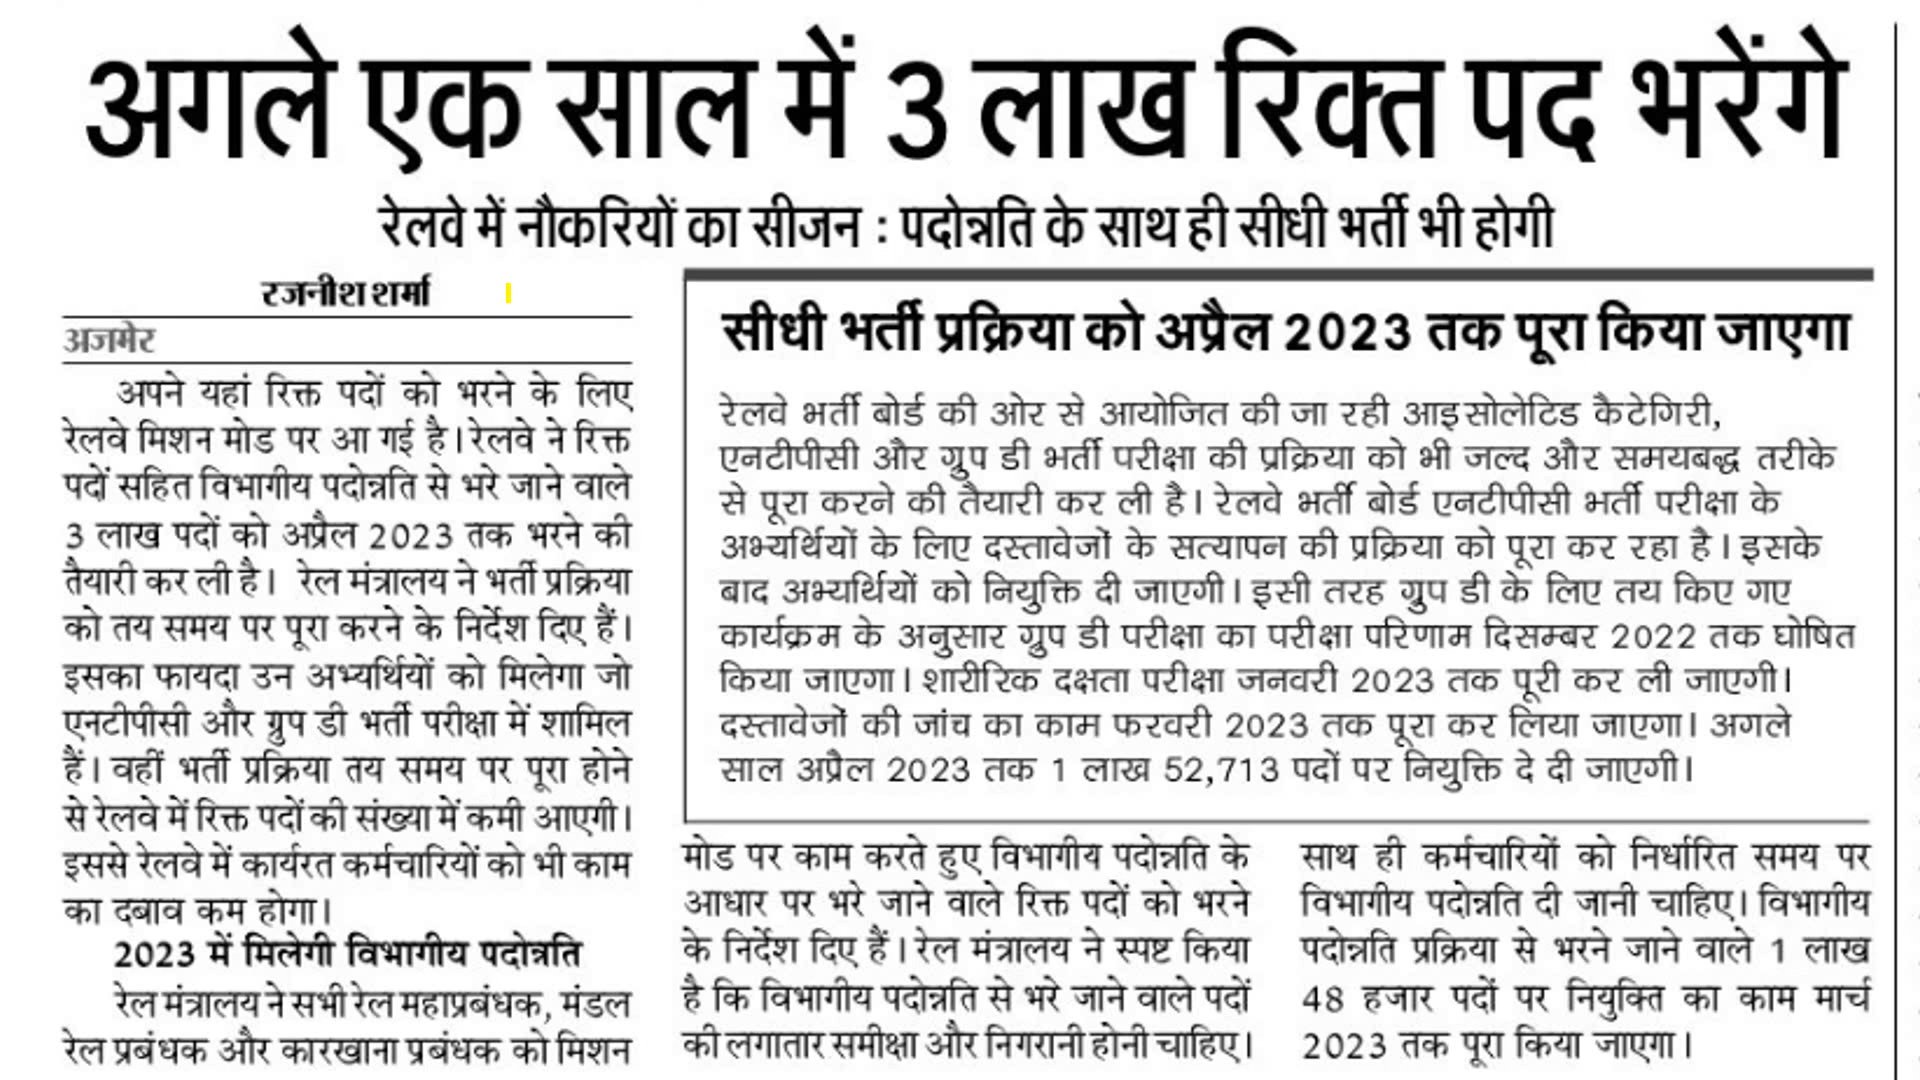 अगले एक साल में 3 लाख रिक्त पद भरेंगे
रेलवे में नौकरियों का सीजन : पदोन्नति के साथ ही सीधी भर्ती भी होगी
रजनीश शर्मा
अजमेर
अपने यहां रिक्त पदों को भरने के लिए
रेलवे मिशन मोड पर आ गई है। रेलवे ने रिक्त
पदों सहित विभागीय पदोन्नति से भरे जाने वाले
3 लाख पदों को अप्रैल 2023 तक भरने की
तैयारी कर ली है। रेल मंत्रालय ने भर्ती प्रक्रिया
को तय समय पर पूरा करने के निर्देश दिए हैं।
इसका फायदा उन अभ्यर्थियों को मिलेगा जो
एनटीपीसी और ग्रुप डी भर्ती परीक्षा में शामिल
हैं। वहीं भर्ती प्रक्रिया तय समय पर पूरा होने
से रेलवे में रिक्त पदों की संख्या में कमी आएगी।
इससे रेलवे में कार्यरत कर्मचारियों को भी काम
का दबाव कम होगा।
2023 में मिलेगी विभागीय पदोन्नति
रेल मंत्रालय ने सभी रेल महाप्रबंधक, मंडल
रेल प्रबंधक और कारखाना प्रबंधक को मिशन
सीधी भर्ती प्रक्रिया को अप्रैल 2023 तक पूरा किया जाएगा
रेलवे भर्ती बोर्ड की ओर से आयोजित की जा रही आइसोलेटिड कैटेगिरी,
एनटीपीसी और ग्रुप डी भर्ती परीक्षा की प्रक्रिया को भी जल्द और समयबद्ध तरीके
से पूरा करने की तैयारी कर ली है। रेलवे भर्ती बोर्ड एनटीपीसी भर्ती परीक्षा के
अभ्यर्थियों के लिए दस्तावेजों के सत्यापन की प्रक्रिया को पूरा कर रहा है। इसके
बाद अभ्यर्थियों को नियुक्ति दी जाएगी। इसी तरह ग्रुप डी के लिए तय किए गए
कार्यक्रम के अनुसार ग्रुप डी परीक्षा का परीक्षा परिणाम दिसम्बर 2022 तक घोषित
किया जाएगा। शारीरिक दक्षता परीक्षा जनवरी 2023 तक पूरी कर ली जाएगी।
दस्तावेजों की जांच का काम फरवरी 2023 तक पूरा कर लिया जाएगा। अगले
साल अप्रैल 2023 तक 1 लाख 52,713 पदों पर नियुक्ति दे दी जाएगी।
मोड पर काम करते हुए विभागीय पदोन्नति के
आधार पर भरे जाने वाले रिक्त पदों को भरने
के निर्देश दिए हैं। रेल मंत्रालय ने स्पष्ट किया
है कि विभागीय पदोन्नति से भरे जाने वाले पदों
की लगातार समीक्षा और निगरानी होनी चाहिए।
साथ ही कर्मचारियों को निर्धारित समय पर
विभागीय पदोन्नति दी जानी चाहिए। विभागीय
पदोन्नति प्रक्रिया से भरने जाने वाले 1 लाख
48 हजार पदों पर नियुक्ति का काम मार्च
2023 तक पूरा किया जाएगा।